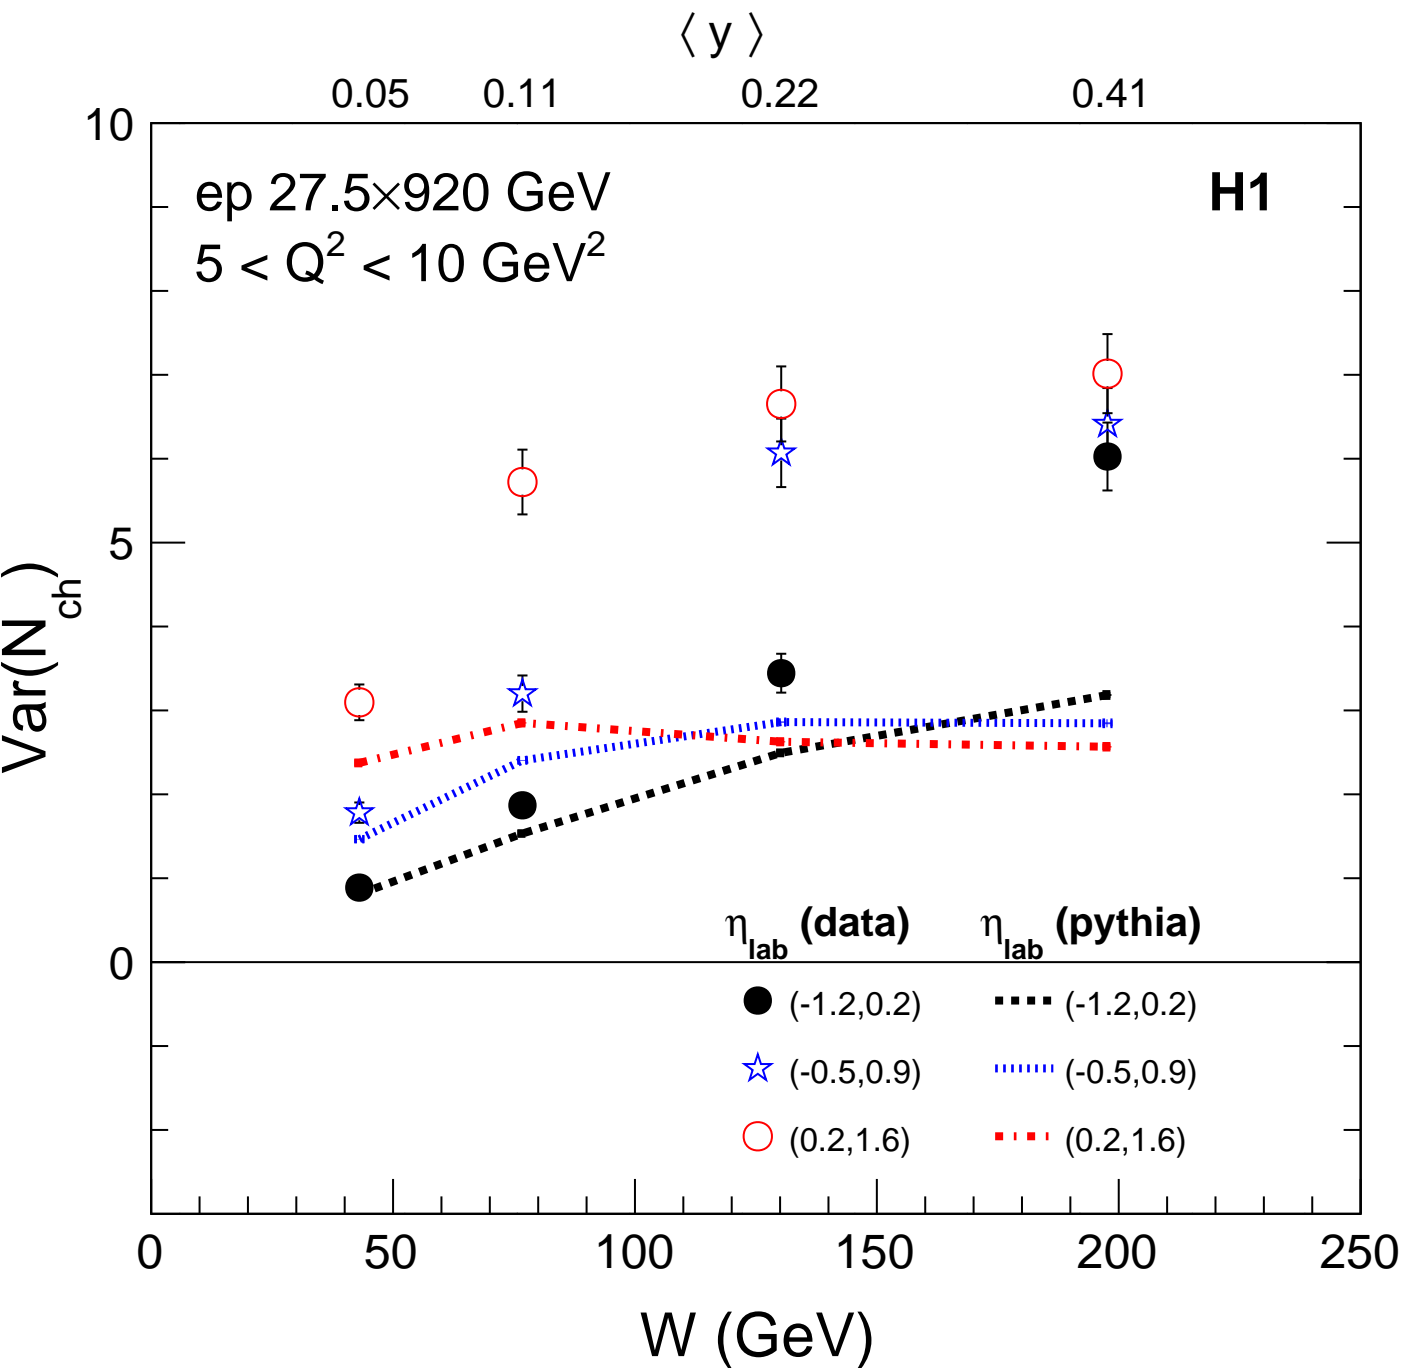 ⟨ y ⟩
0.05 0.11 0.22 0.41
10
ep 27.5×920 GeV H1
5 < Q² < 10 GeV²
5
Var(N_ch)
0
η_lab (data) η_lab (pythia)
(-1.2,0.2) (-1.2,0.2)
(-0.5,0.9) (-0.5,0.9)
(0.2,1.6) (0.2,1.6)
0 50 100 150 200 250
W (GeV)